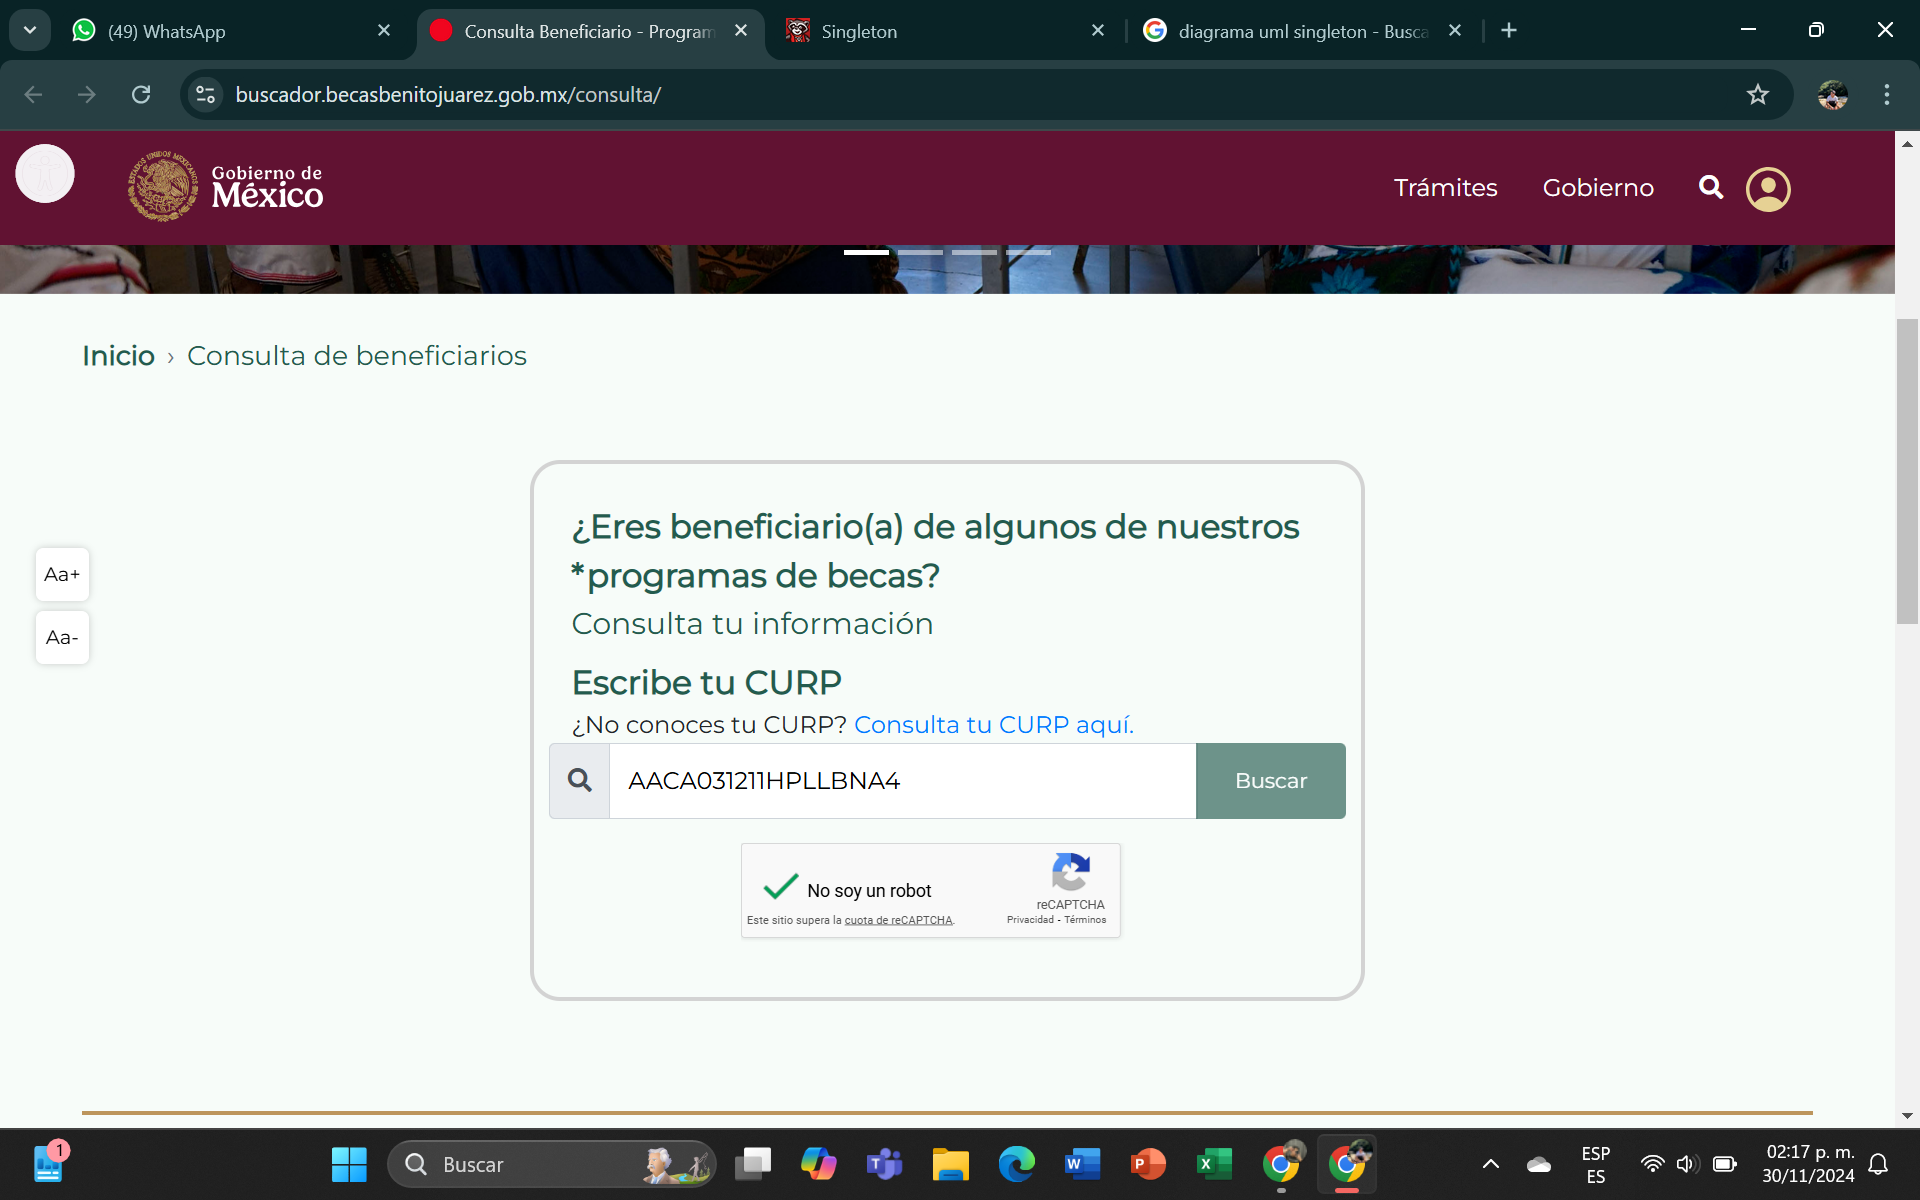 (49) WhatsApp
Consulta Beneficiario - Program
Singleton
diagrama uml singleton - Busca
buscador.becasbenitojuarez.gob.mx/consulta/
ESTADOS UNIDOS MEXICANOS
Gobierno de
México
Trámites
Gobierno
Inicio › Consulta de beneficiarios
Aa+
Aa-
¿Eres beneficiario(a) de algunos de nuestros
*programas de becas?
Consulta tu información
Escribe tu CURP
¿No conoces tu CURP? Consulta tu CURP aquí.
AACA031211HPLLBNA4
Buscar
No soy un robot
Este sitio supera la cuota de reCAPTCHA.
reCAPTCHA
Privacidad - Términos
1
Buscar
ESP
ES
02:17 p. m.
30/11/2024